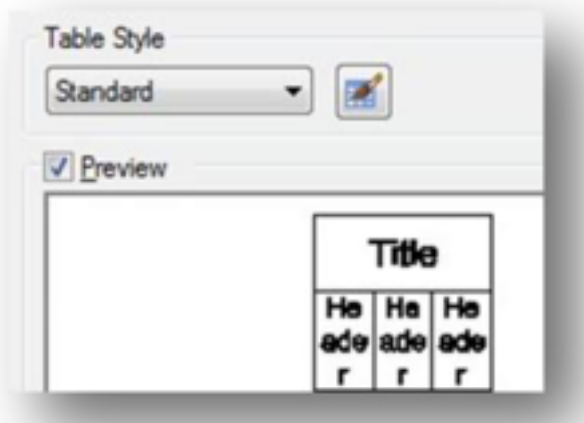 Table Style
Standard
Preview
Title
He He He
ade ade ade
r r r